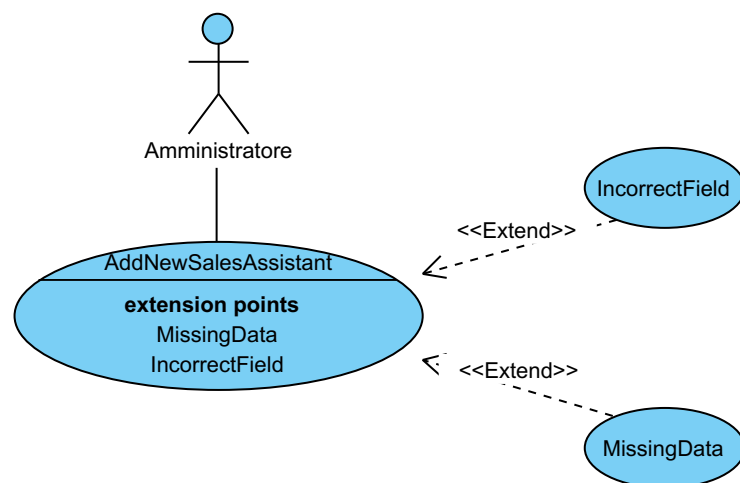 Amministratore
IncorrectField
<<Extend>>
AddNewSalesAssistant
extension points
MissingData
IncorrectField
<<Extend>>
MissingData